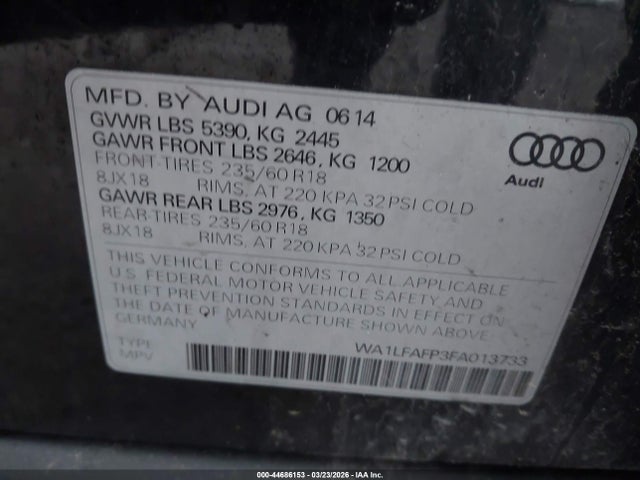 MFD. BY AUDI AG 0614
GVWR LBS 5390, KG 2445
GAWR FRONT LBS 2646, KG 1200
FRONT-TIRES 235/60 R18
8JX18 RIMS, AT 220 KPA 32 PSI COLD
GAWR REAR LBS 2976, KG 1350
REAR-TIRES 235/60 R18
8JX18 RIMS, AT 220 KPA 32 PSI COLD
Audi
THIS VEHICLE CONFORMS TO ALL APPLICABLE
U.S. FEDERAL MOTOR VEHICLE SAFETY AND
THEFT PREVENTION STANDARDS IN EFFECT ON
THE DATE OF MANUFACTURE SHOWN ABOVE.
GERMANY
TYPE
MPV
WA1LFAFP3FA013733
000-44686153 - 03/23/2026 - IAA Inc.